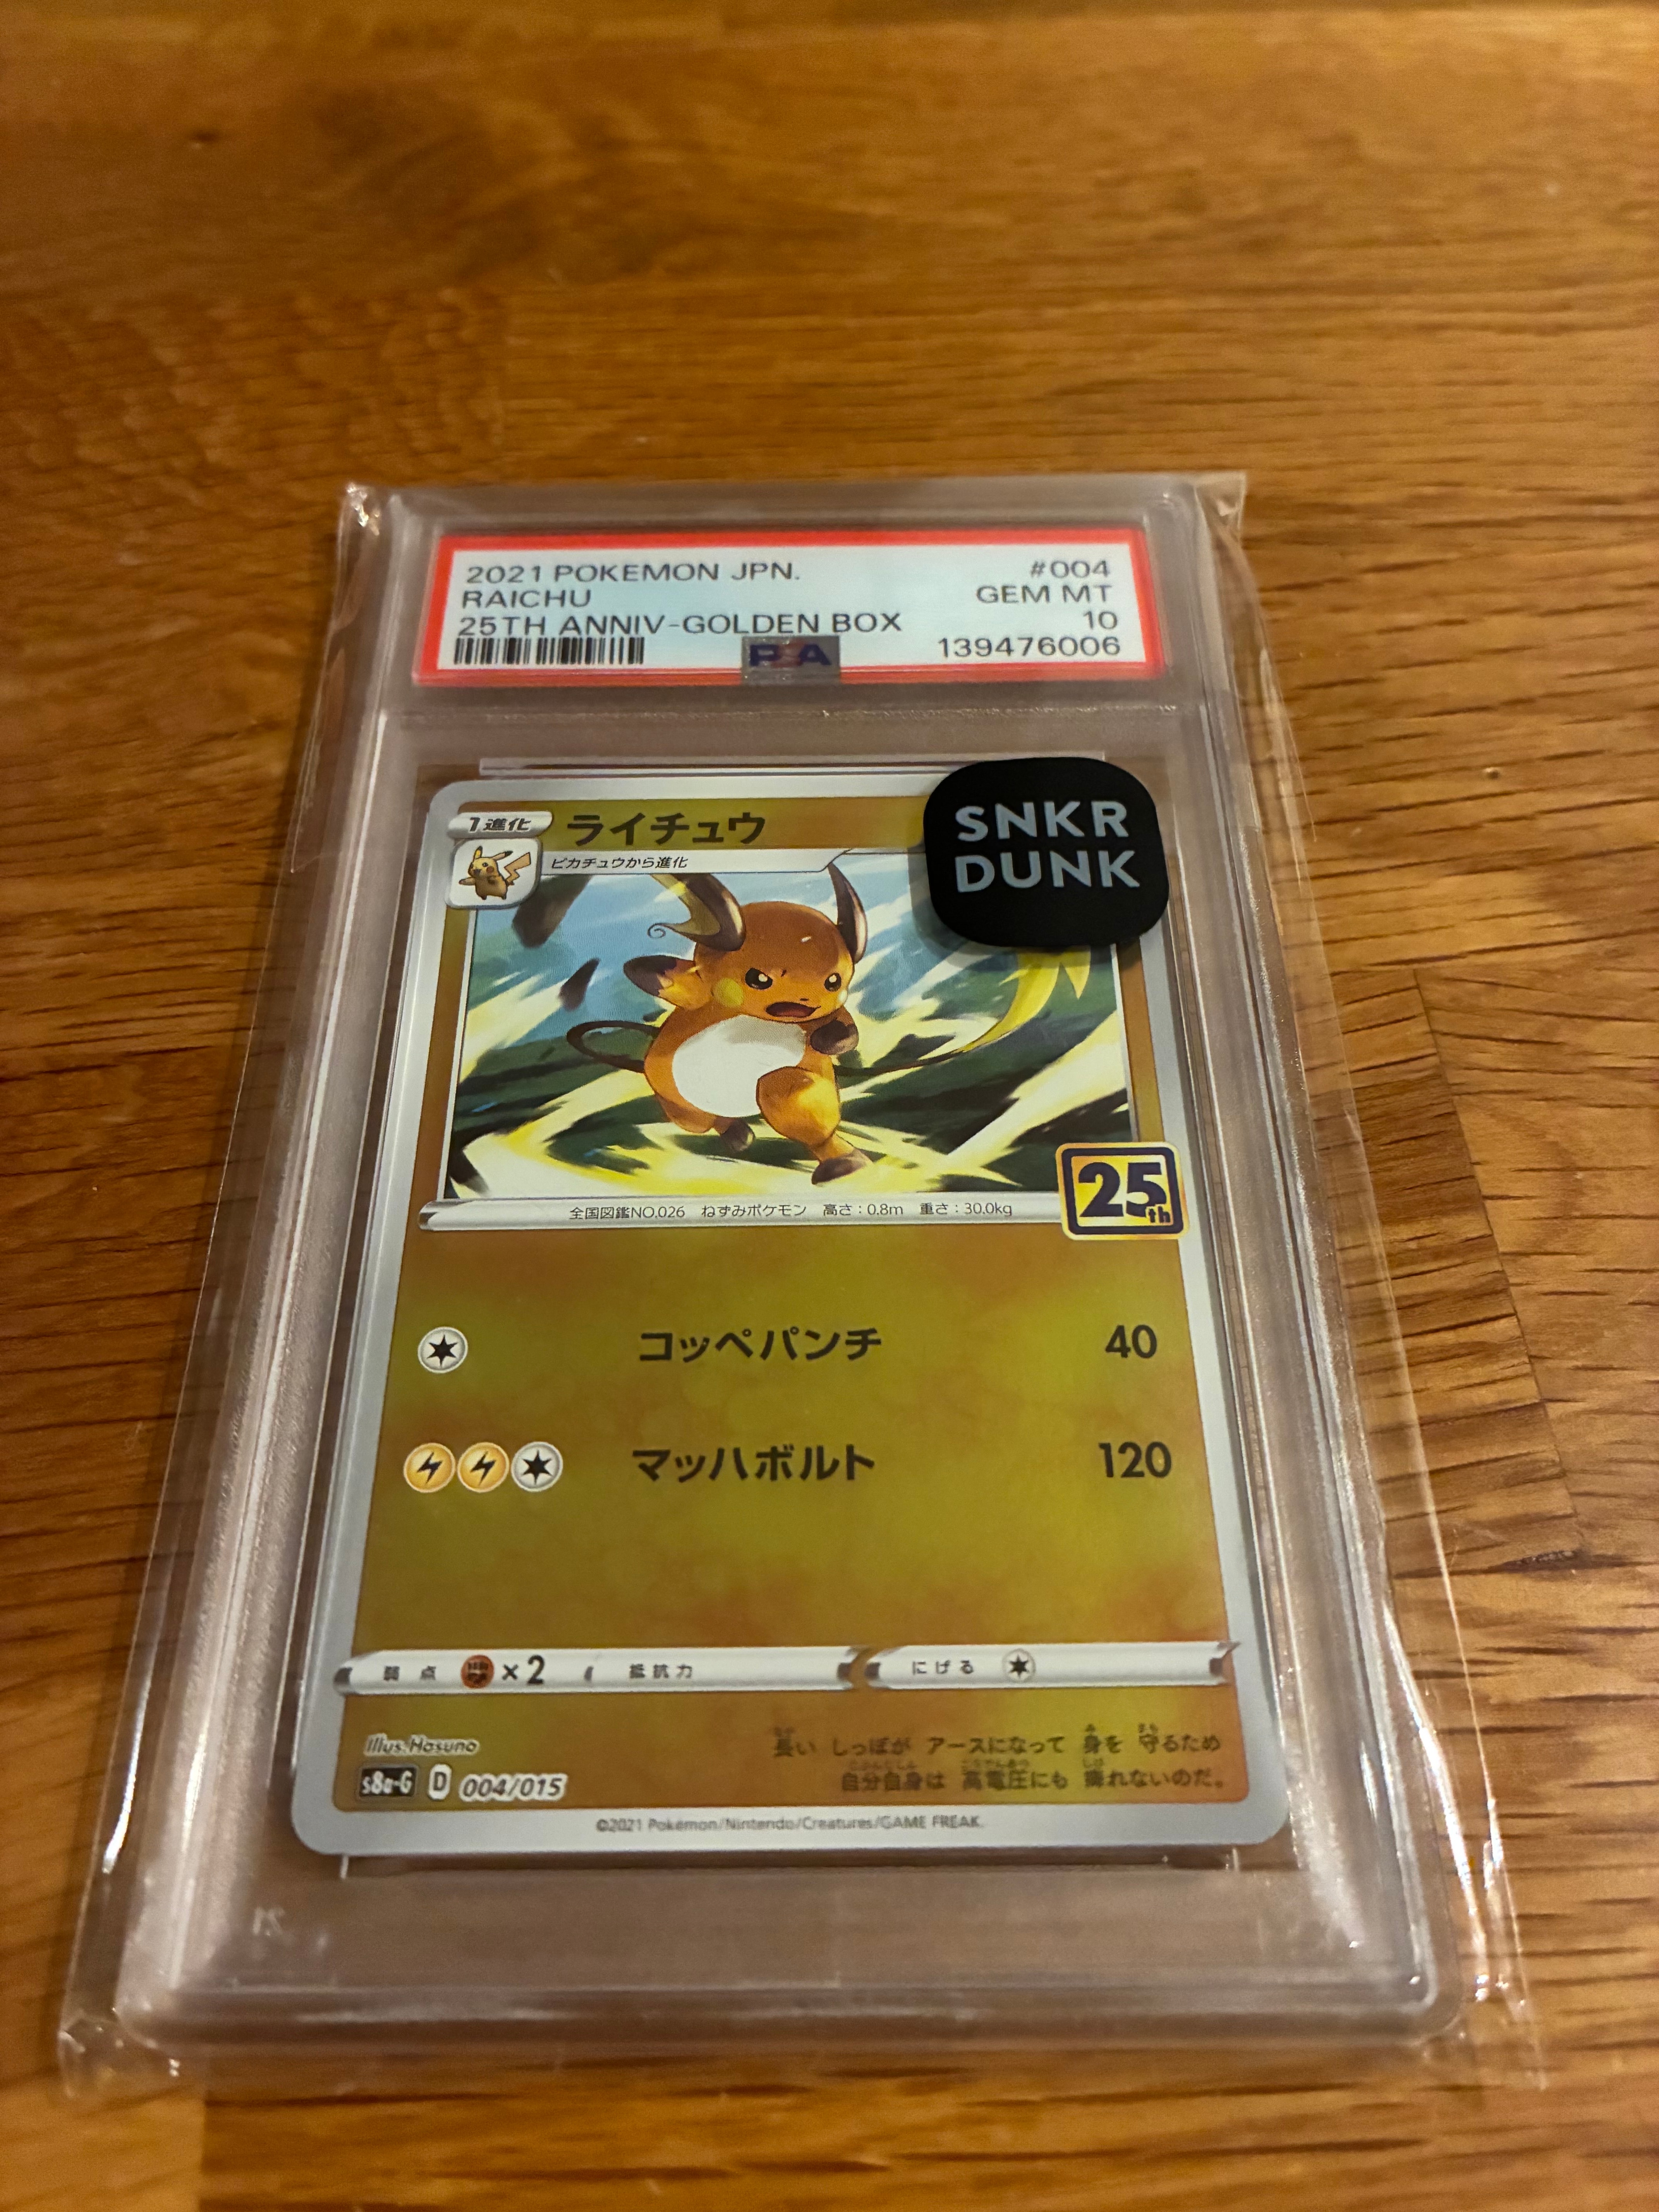 2021 POKEMON JPN. #004
RAICHU GEM MT
25TH ANNIV-GOLDEN BOX 10
PSA 139476006
SNKR
DUNK
1進化 ライチュウ
ピカチュウから進化
25th
全国図鑑NO.026 ねずみポケモン 高さ:0.8m 重さ:30.0kg
コッペパンチ 40
マッハボルト 120
弱点 ×2 抵抗力 にげる
Illus. Hasuno
長い しっぽが アースになって 身を 守るため
自分自身は 高電圧にも 痺れないのだ。
s8a-G D 004/015
©2021 Pokémon/Nintendo/Creatures/GAME FREAK.